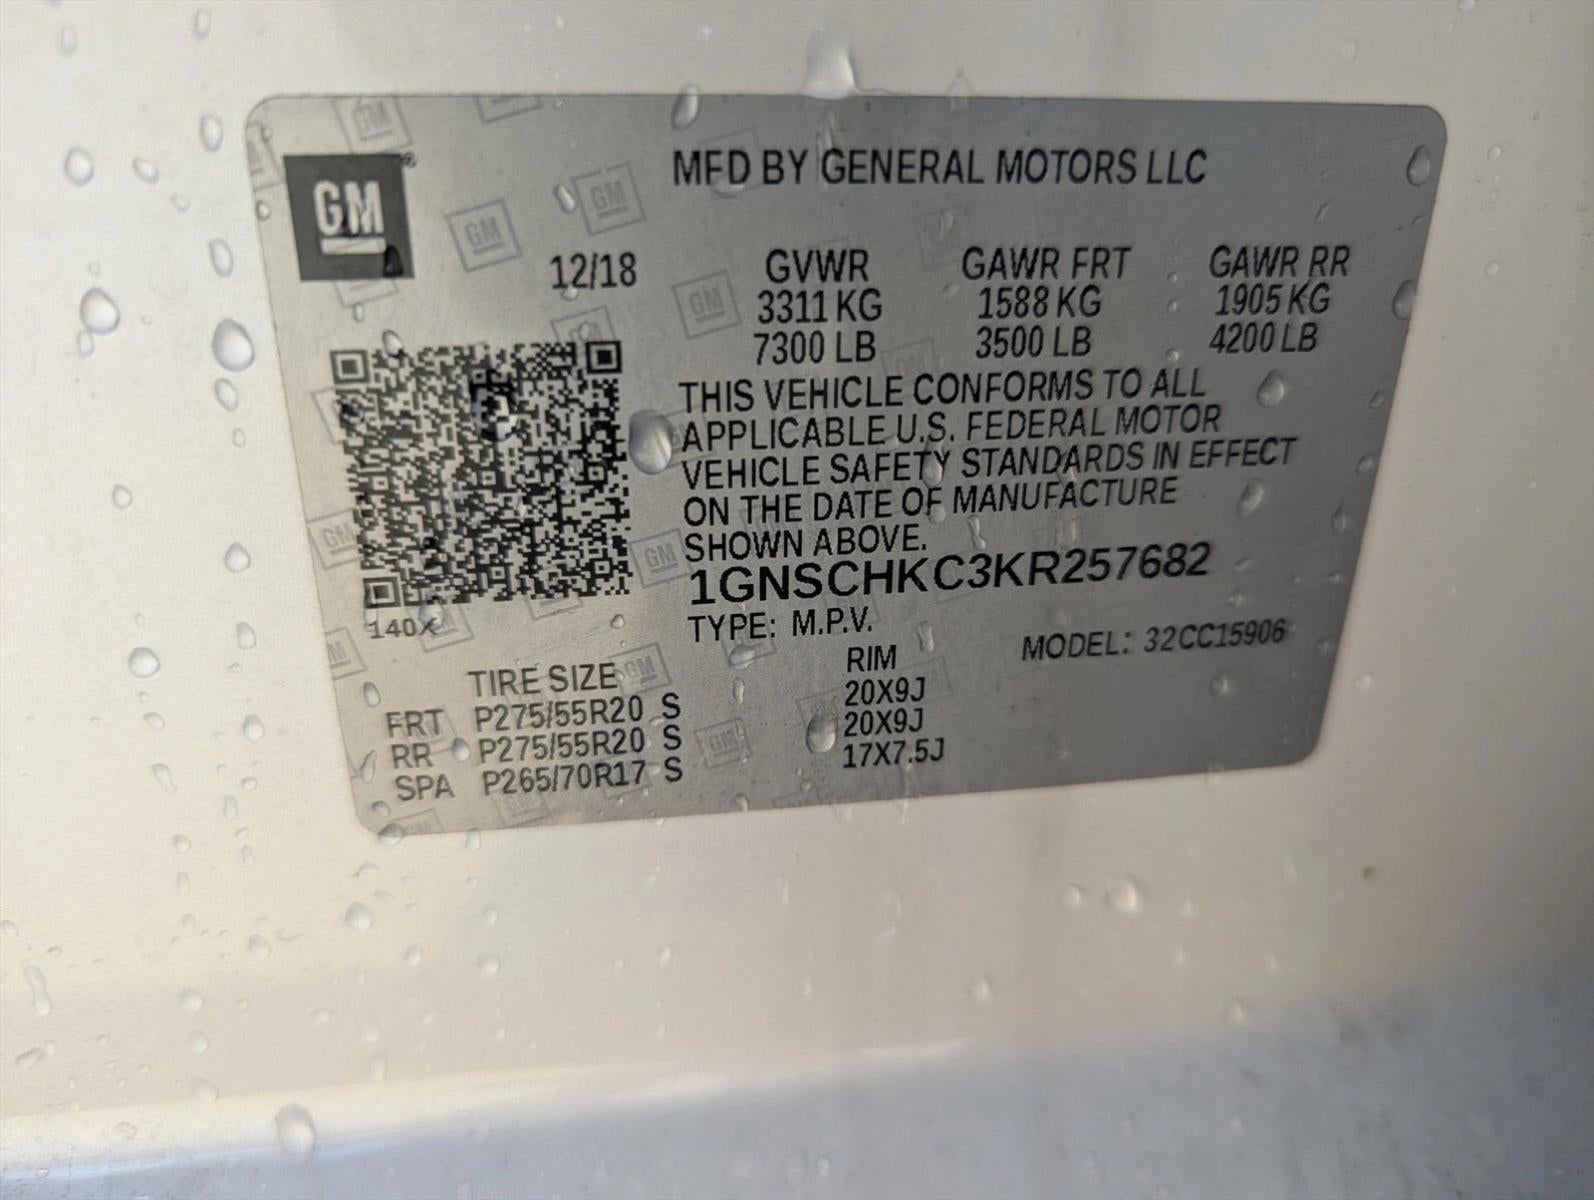 GM
MFD BY GENERAL MOTORS LLC
12/18
GVWR GAWR FRT GAWR RR
3311 KG 1588 KG 1905 KG
7300 LB 3500 LB 4200 LB
THIS VEHICLE CONFORMS TO ALL
APPLICABLE U.S. FEDERAL MOTOR
VEHICLE SAFETY STANDARDS IN EFFECT
ON THE DATE OF MANUFACTURE
SHOWN ABOVE.
1GNSCHKC3KR257682
140X
TYPE: M.P.V. MODEL: 32CC15906
TIRE SIZE RIM
FRT P275/55R20 S 20X9J
RR P275/55R20 S 20X9J
SPA P265/70R17 S 17X7.5J